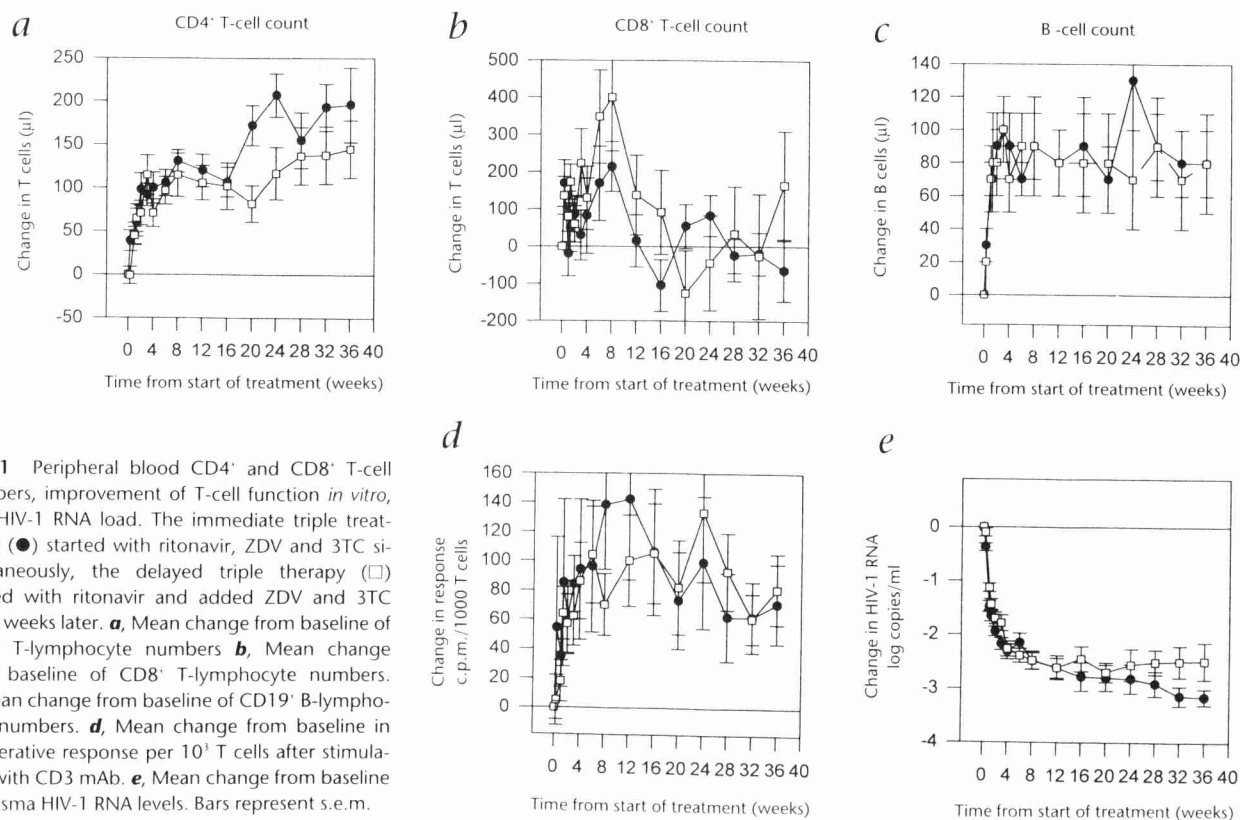 a
CD4+ T-cell count
250
200
150
100
50
0
-50
Change in T cells (μl)
0 4 8 12 16 20 24 28 32 36 40
Time from start of treatment (weeks)
b
CD8+ T-cell count
500
400
300
200
100
0
-100
-200
Change in T cells (μl)
0 4 8 12 16 20 24 28 32 36 40
Time from start of treatment (weeks)
c
B -cell count
140
120
100
80
60
40
20
0
Change in B cells (μl)
0 4 8 12 16 20 24 28 32 36 40
Time from start of treatment (weeks)
1 Peripheral blood CD4+ and CD8+ T-cell
bers, improvement of T-cell function in vitro,
HIV-1 RNA load. The immediate triple treat-
(●) started with ritonavir, ZDV and 3TC si-
aneously, the delayed triple therapy (□)
ed with ritonavir and added ZDV and 3TC
weeks later. a, Mean change from baseline of
T-lymphocyte numbers b, Mean change
baseline of CD8+ T-lymphocyte numbers.
ean change from baseline of CD19+ B-lympho-
numbers. d, Mean change from baseline in
erative response per 10³ T cells after stimula-
with CD3 mAb. e, Mean change from baseline
asma HIV-1 RNA levels. Bars represent s.e.m.
d
160
140
120
100
80
60
40
20
0
Change in response
c.p.m./1000 T cells
0 4 8 12 16 20 24 28 32 36 40
Time from start of treatment (weeks)
e
0
-1
-2
-3
-4
Change in HIV-1 RNA
log copies/ml
0 4 8 12 16 20 24 28 32 36 40
Time from start of treatment (weeks)